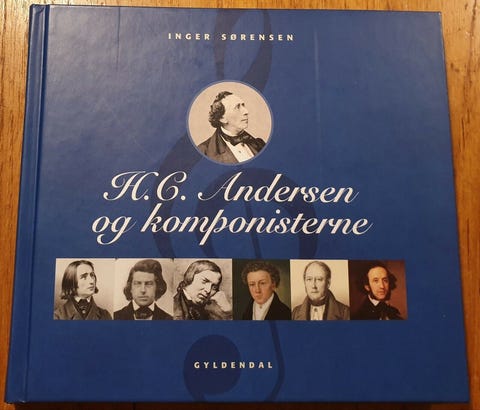 INGER SØRENSEN
H.C. Andersen
og komponisterne
GYLDENDAL